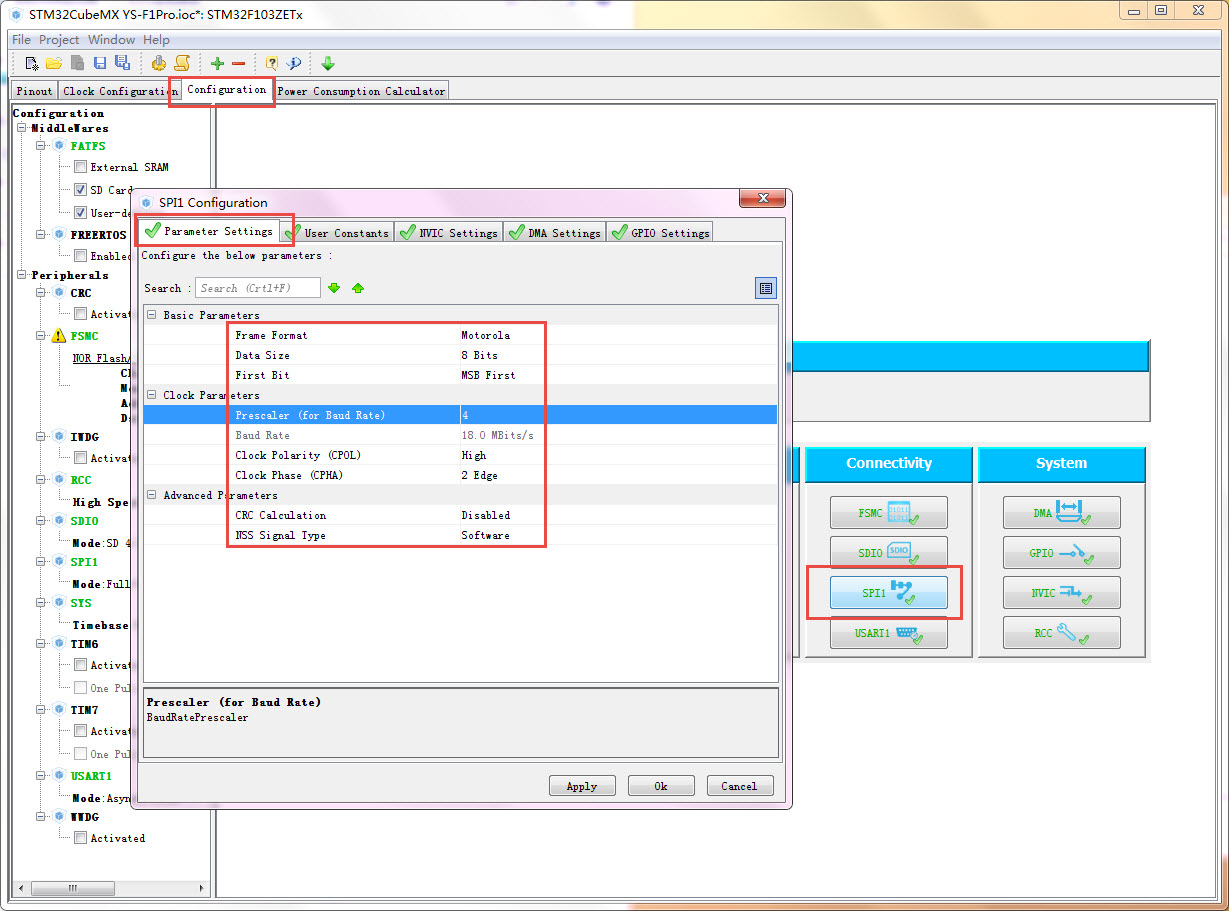 STM32CubeMX YS-F1Pro.ioc*: STM32F103ZETx
File Project Window Help
Pinout Clock Configuration Configuration Power Consumption Calculator
Configuration
MiddleWares
FATFS
External SRAM
SD Card
User-de
FREERTOS
Enabled
Peripherals
CRC
Activat
FSMC
NOR Flash/
IWDG
Activat
RCC
High Spe
SDIO
Mode:SD 4
SPI1
Mode:Full
SYS
Timebase
TIM6
Activat
One Pul
TIM7
Activat
One Pul
USART1
Mode:Asyn
WWDG
Activated
SPI1 Configuration
Parameter Settings User Constants NVIC Settings DMA Settings GPIO Settings
Configure the below parameters :
Search : Search (Crtl+F)
Basic Parameters
Frame Format Motorola
Data Size 8 Bits
First Bit MSB First
Clock Parameters
Prescaler (for Baud Rate) 4
Baud Rate 18.0 MBits/s
Clock Polarity (CPOL) High
Clock Phase (CPHA) 2 Edge
Advanced Parameters
CRC Calculation Disabled
NSS Signal Type Software
Prescaler (for Baud Rate)
BaudRatePrescaler
Apply Ok Cancel
Connectivity
FSMC
SDIO SDIO
SPI1
USART1
System
DMA
GPIO
NVIC
RCC